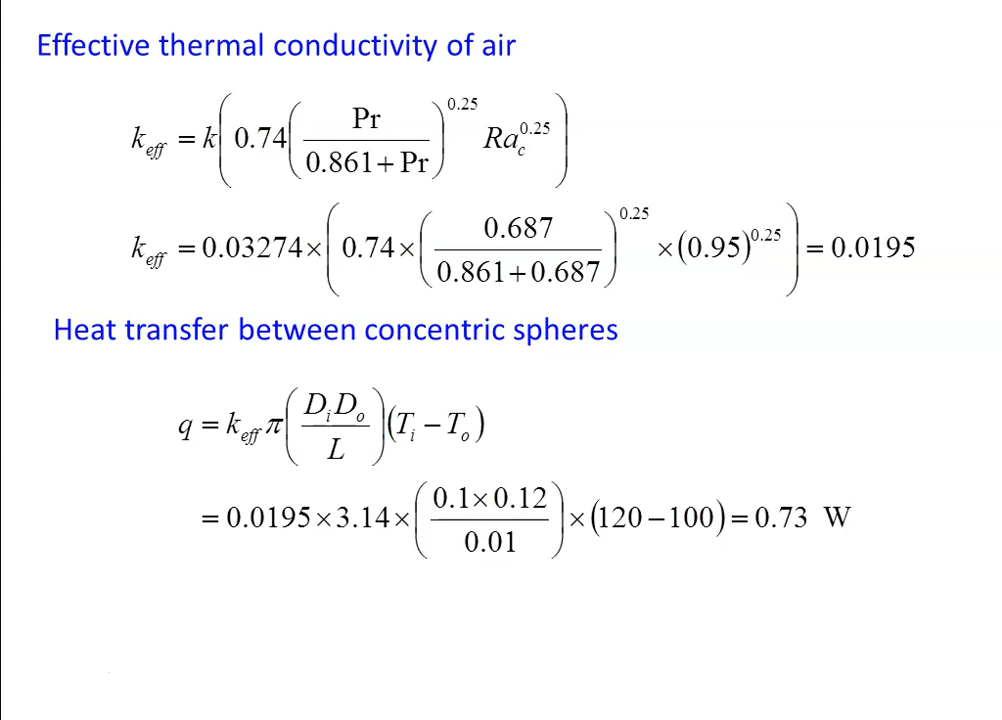 Effective thermal conductivity of air
k_eff = k( 0.74( Pr / (0.861 + Pr) )^0.25 Ra_c^0.25 )
k_eff = 0.03274 × ( 0.74 × ( 0.687 / (0.861 + 0.687) )^0.25 × (0.95)^0.25 ) = 0.0195
Heat transfer between concentric spheres
q = k_eff π ( D_i D_o / L ) (T_i − T_o)
= 0.0195 × 3.14 × ( 0.1 × 0.12 / 0.01 ) × (120 − 100) = 0.73 W